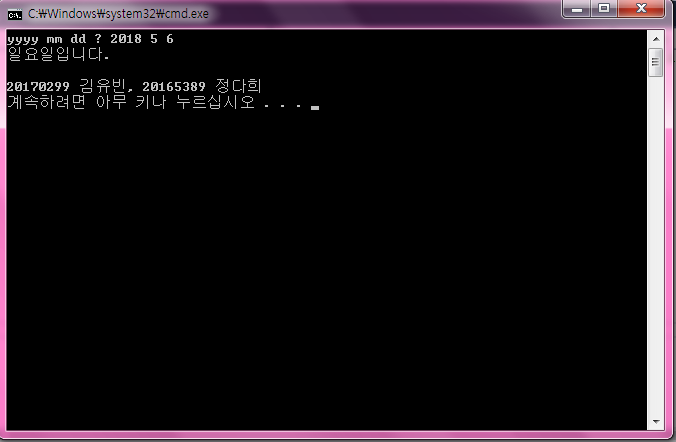 C:₩Windows₩system32₩cmd.exe
yyyy mm dd ? 2018 5 6
일요일입니다.
20170299 김유빈, 20165389 정다희
계속하려면 아무 키나 누르십시오 . . .